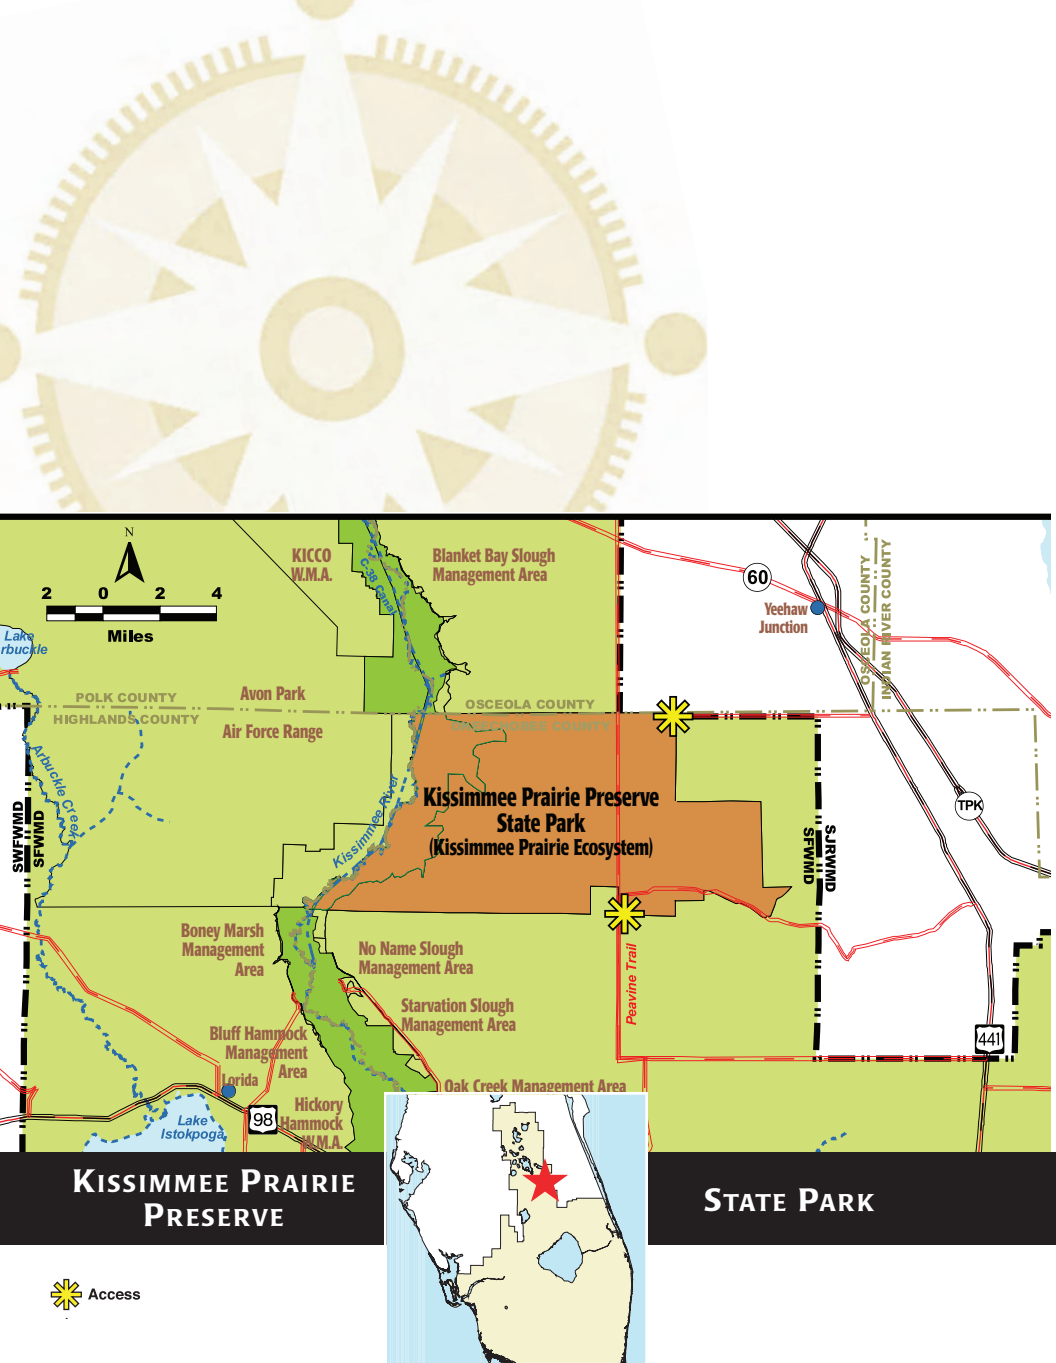 N
2 0 2 4
Miles
KICCO
W.M.A.
C-38 Canal
Blanket Bay Slough
Management Area
60
Yeehaw
Junction
OSCEOLA COUNTY
INDIAN RIVER COUNTY
Lake
rbuckle
POLK COUNTY
HIGHLANDS COUNTY
Avon Park
Air Force Range
OSCEOLA COUNTY
OKEECHOBEE COUNTY
Arbuckle Creek
SWFWMD
SFWMD
Kissimmee River
Kissimmee Prairie Preserve
State Park
(Kissimmee Prairie Ecosystem)
TPK
SFWMD
SJRWMD
Boney Marsh
Management
Area
No Name Slough
Management Area
Starvation Slough
Management Area
Peavine Trail
Bluff Hammock
Management
Area
441
Lorida
Oak Creek Management Area
98
Hickory
Hammock
W.M.A.
Lake
Istokpoga
KISSIMMEE PRAIRIE
PRESERVE
STATE PARK
Access